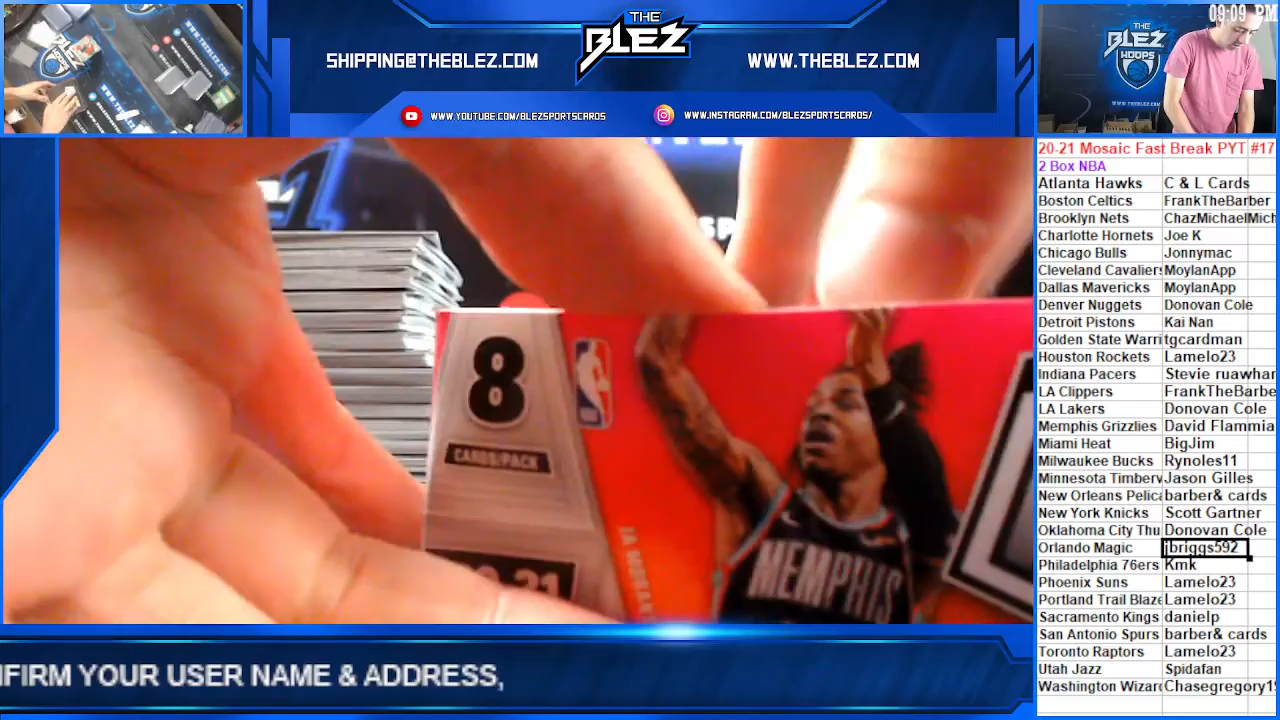 09:09 PM
THE
BLEZ
SHIPPING@THEBLEZ.COM
WWW.THEBLEZ.COM
WWW.YOUTUBE.COM/BLEZSPORTSCARDS
WWW.INSTAGRAM.COM/BLEZSPORTSCARDS/
THE
BLEZ
HOOPS
20-21 Mosaic Fast Break PYT #17
2 Box NBA
Atlanta Hawks C & L Cards
Boston Celtics FrankTheBarber
Brooklyn Nets ChazMichaelMich
Charlotte Hornets Joe K
Chicago Bulls Jonnymac
Cleveland Cavaliers MoylanApp
Dallas Mavericks MoylanApp
Denver Nuggets Donovan Cole
Detroit Pistons Kai Nan
Golden State Warri tgcardman
Houston Rockets Lamelo23
Indiana Pacers Stevie ruawhar
LA Clippers FrankTheBarbe
LA Lakers Donovan Cole
Memphis Grizzlies David Flammia
Miami Heat BigJim
Milwaukee Bucks Rynoles11
Minnesota Timberv Jason Gilles
New Orleans Pelica barber& cards
New York Knicks Scott Gartner
Oklahoma City Thu Donovan Cole
Orlando Magic jbriggs592
Philadelphia 76ers Kmk
Phoenix Suns Lamelo23
Portland Trail Blaze Lamelo23
Sacramento Kings danielp
San Antonio Spurs barber& cards
Toronto Raptors Lamelo23
Utah Jazz Spidafan
Washington Wizard Chasegregory19
8
CARDS/PACK
JA MORANT
MEMPHIS
NFIRM YOUR USER NAME & ADDRESS,